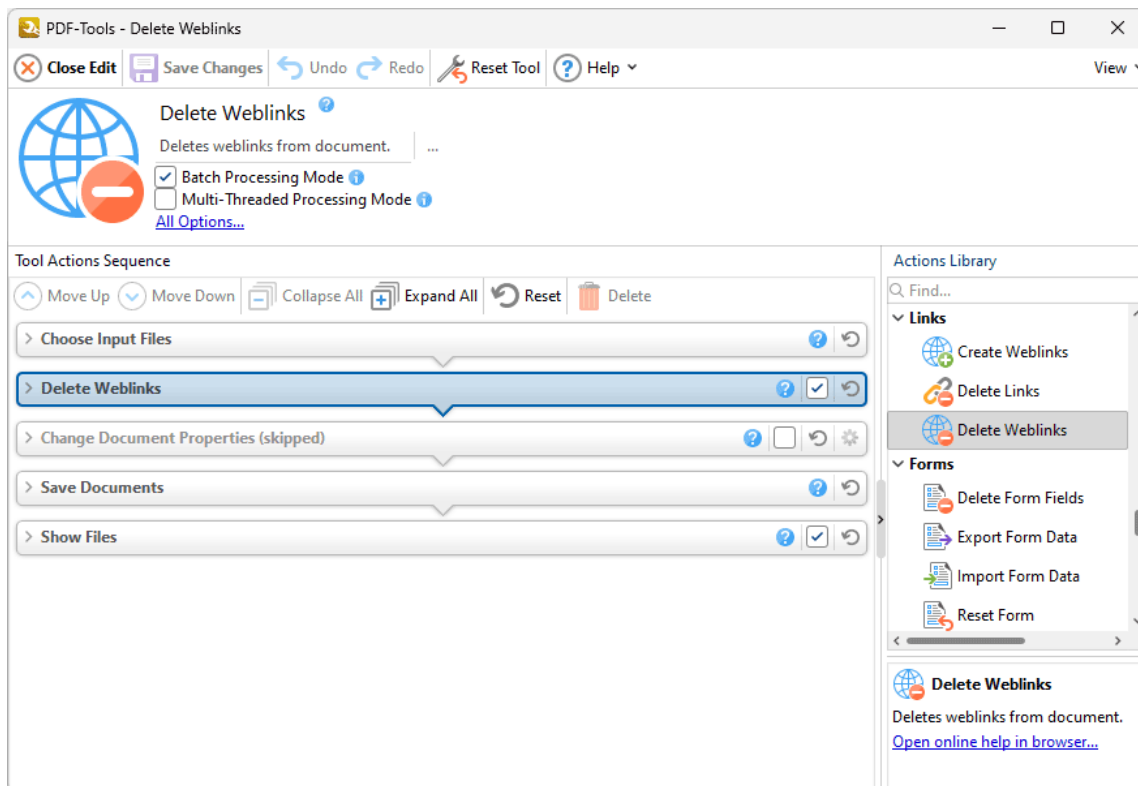 PDF-Tools - Delete Weblinks
Close Edit Save Changes Undo Redo Reset Tool ? Help View
Delete Weblinks ?
Deletes weblinks from document. ...
Batch Processing Mode i
Multi-Threaded Processing Mode i
All Options...
Tool Actions Sequence
Move Up Move Down Collapse All Expand All Reset Delete
Choose Input Files ?
Delete Weblinks ?
Change Document Properties (skipped) ?
Save Documents ?
Show Files ?
Actions Library
Find...
Links
Create Weblinks
Delete Links
Delete Weblinks
Forms
Delete Form Fields
Export Form Data
Import Form Data
Reset Form
Delete Weblinks
Deletes weblinks from document.
Open online help in browser...